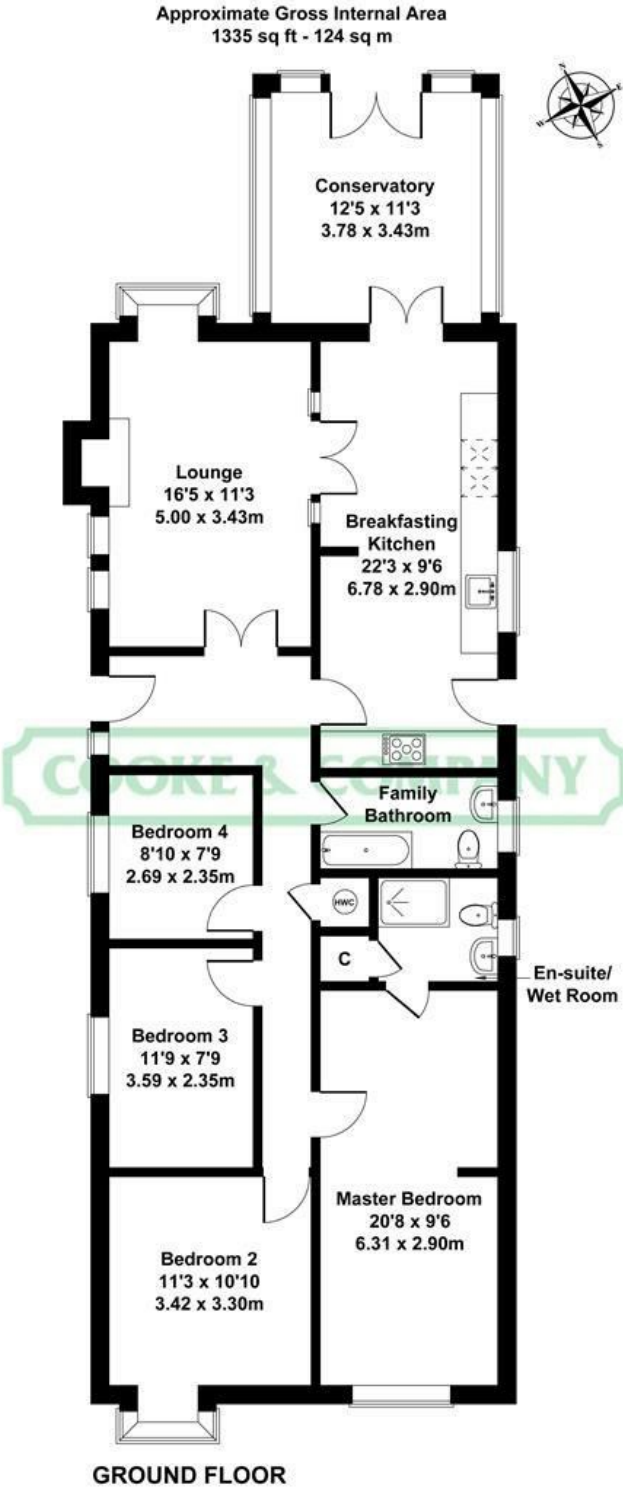 Approximate Gross Internal Area
1335 sq ft - 124 sq m
N
E
W
S
Conservatory
12'5 x 11'3
3.78 x 3.43m
Lounge
16'5 x 11'3
5.00 x 3.43m
Breakfasting
Kitchen
22'3 x 9'6
6.78 x 2.90m
COOKE & COMPANY
Family
Bathroom
Bedroom 4
8'10 x 7'9
2.69 x 2.35m
HWC
C
En-suite/
Wet Room
Bedroom 3
11'9 x 7'9
3.59 x 2.35m
Master Bedroom
20'8 x 9'6
6.31 x 2.90m
Bedroom 2
11'3 x 10'10
3.42 x 3.30m
GROUND FLOOR